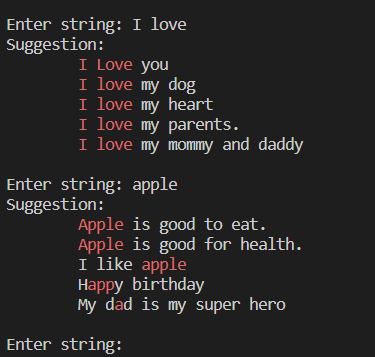 Enter string: I love
Suggestion:
I Love you
I love my dog
I love my heart
I love my parents.
I love my mommy and daddy
Enter string: apple
Suggestion:
Apple is good to eat.
Apple is good for health.
I like apple
Happy birthday
My dad is my super hero
Enter string: